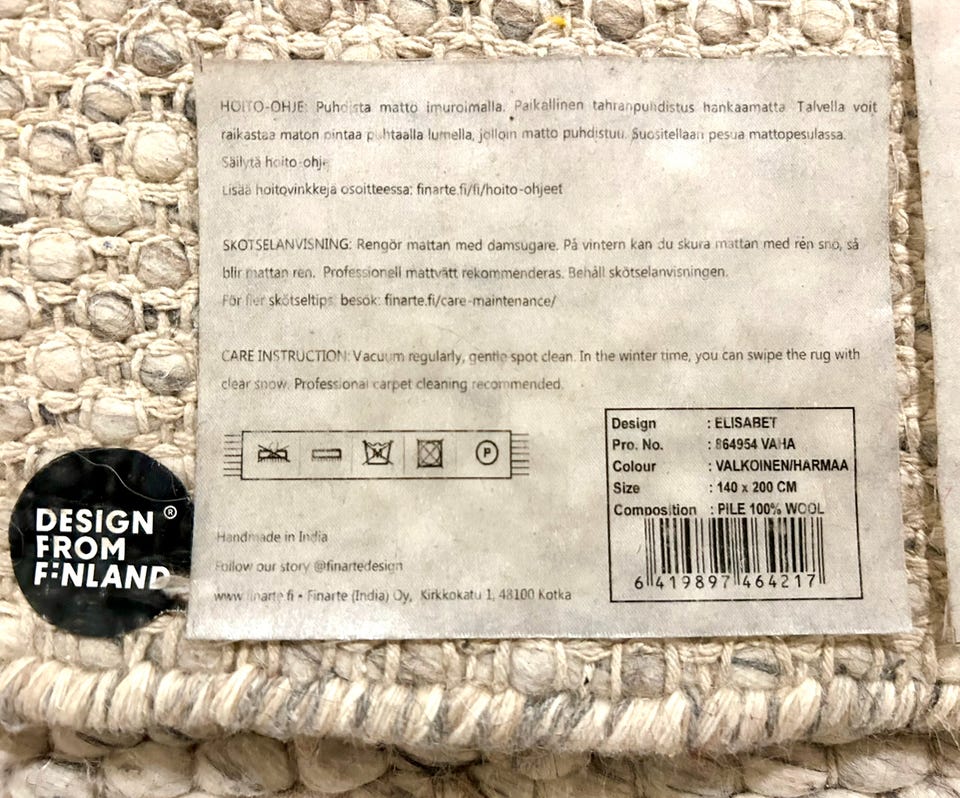 HOITO-OHJE: Puhdista matto imuroimalla. Paikallinen tahranpuhdistus hankaamatta Talvella voit
raikastaa maton pintaa puhtaalla lumella, jolloin matto puhdistuu. Suositellaan pesua mattopesulassa.
Säilytä hoito-ohje
Lisää hoitovinkkejä osoitteessa: finarte.fi/fi/hoito-ohjeet
SKÖTSELANVISNING: Rengör mattan med damsugare. På vintern kan du skura mattan med ren snö, så
blir mattan ren. Professionell mattvätt rekommenderas. Behåll skötselanvisningen.
För fler skötseltips besök: finarte.fi/care-maintenance/
CARE INSTRUCTION: Vacuum regularly, gentle spot clean. In the winter time, you can swipe the rug with
clear snow. Professional carpet cleaning recommended.
M P
Design : ELISABET
Pro. No. : 864954 VAHA
Colour : VALKOINEN/HARMAA
Size : 140 x 200 CM
Composition : PILE 100% WOOL
6 419897 464217
Handmade in India
Follow our story @finartedesign
www.finarte.fi • Finarte (India) Oy, Kirkkokatu 1, 48100 Kotka
DESIGN ®
FROM
FINLAND